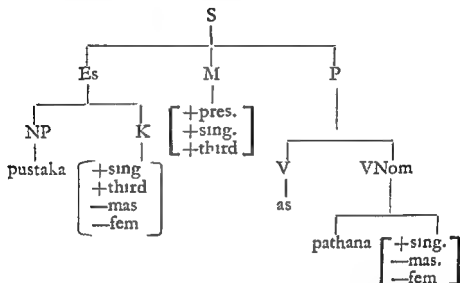 S
Es M P
+pres.
NP K +sing.
+third
pustaka +sing V VNom
+third
−mas as
−fem
pathana +sing.
−mas.
−fem